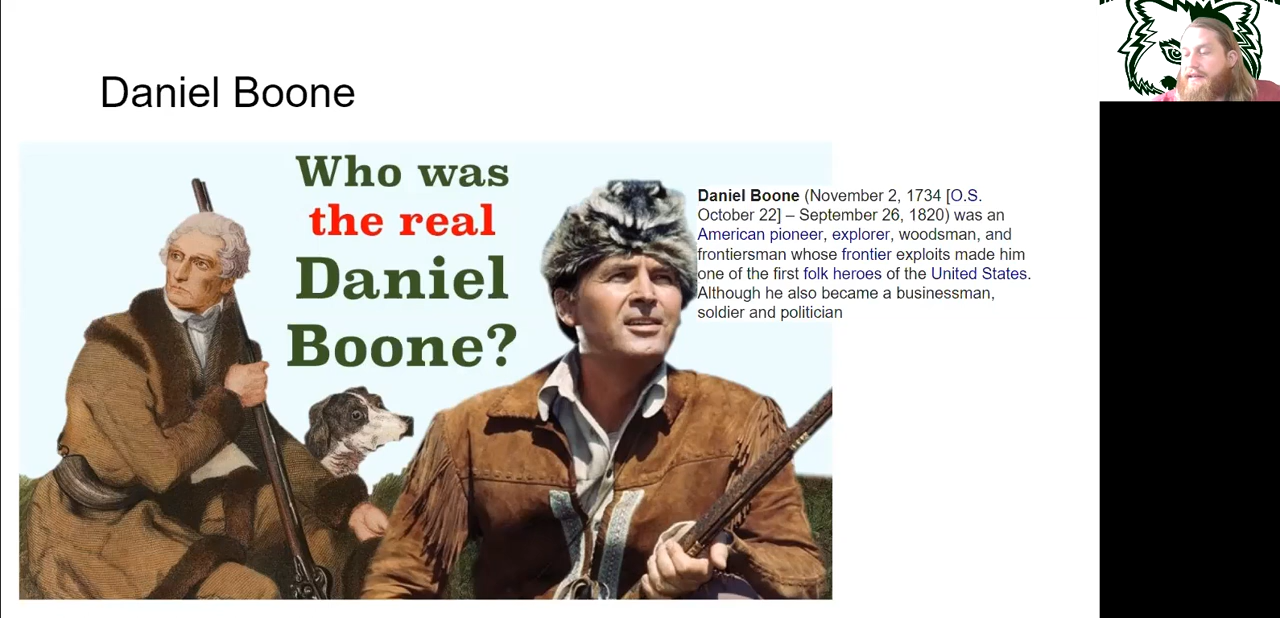 Daniel Boone
Who was
the real
Daniel
Boone?
Daniel Boone (November 2, 1734 [O.S.
October 22] – September 26, 1820) was an
American pioneer, explorer, woodsman, and
frontiersman whose frontier exploits made him
one of the first folk heroes of the United States.
Although he also became a businessman,
soldier and politician